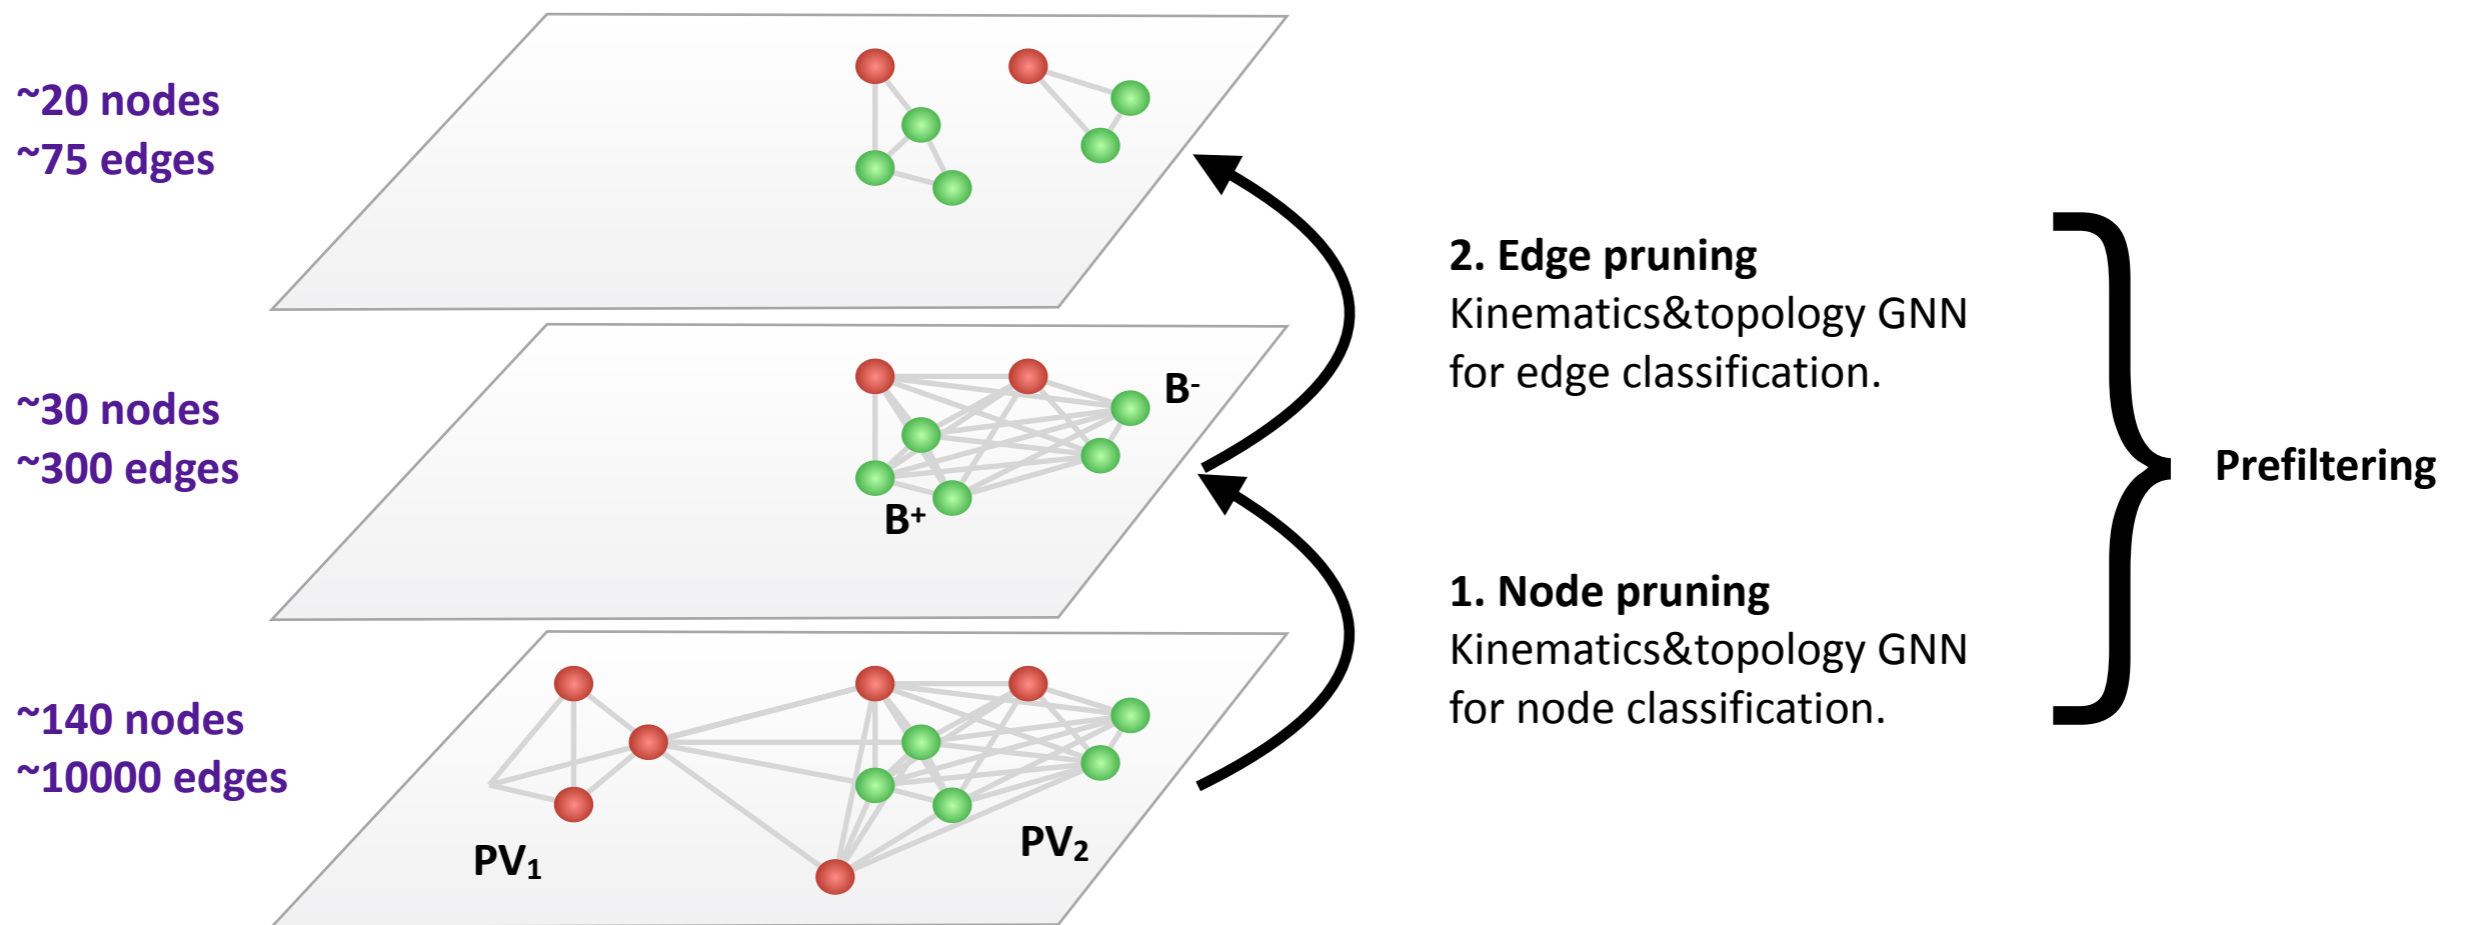 ~20 nodes
~75 edges
2. Edge pruning
Kinematics&topology GNN
for edge classification.
~30 nodes
~300 edges
B-
B+
Prefiltering
1. Node pruning
Kinematics&topology GNN
for node classification.
~140 nodes
~10000 edges
PV1
PV2